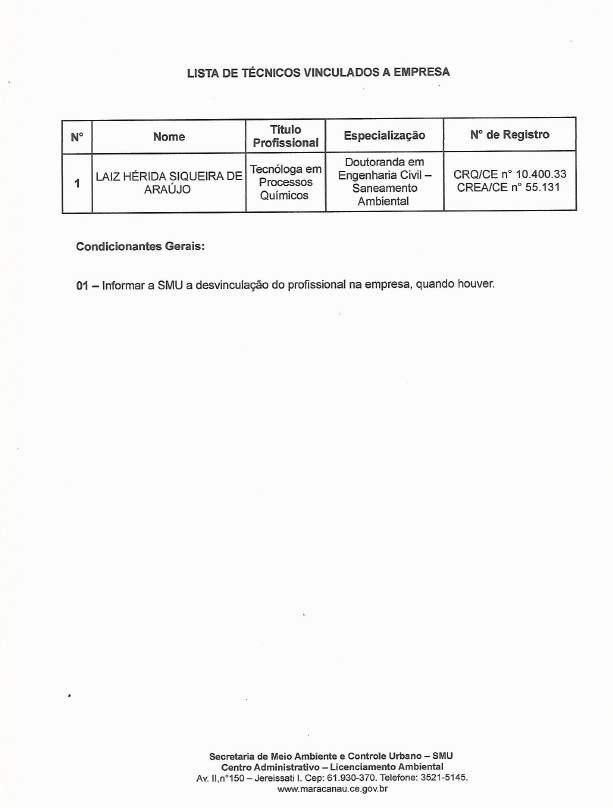 LISTA DE TÉCNICOS VINCULADOS A EMPRESA
N° Nome Título Profissional Especialização N° de Registro
1 LAIZ HÉRIDA SIQUEIRA DE ARAÚJO Tecnóloga em Processos Químicos Doutoranda em Engenharia Civil – Saneamento Ambiental CRQ/CE n° 10.400.33 CREA/CE n° 55.131
Condicionantes Gerais:
01 – Informar a SMU a desvinculação do profissional na empresa, quando houver.
Secretaria de Meio Ambiente e Controle Urbano – SMU
Centro Administrativo – Licenciamento Ambiental
Av. II,n°150 – Jereissati I. Cep: 61.930-370. Telefone: 3521-5145.
www.maracanau.ce.gov.br